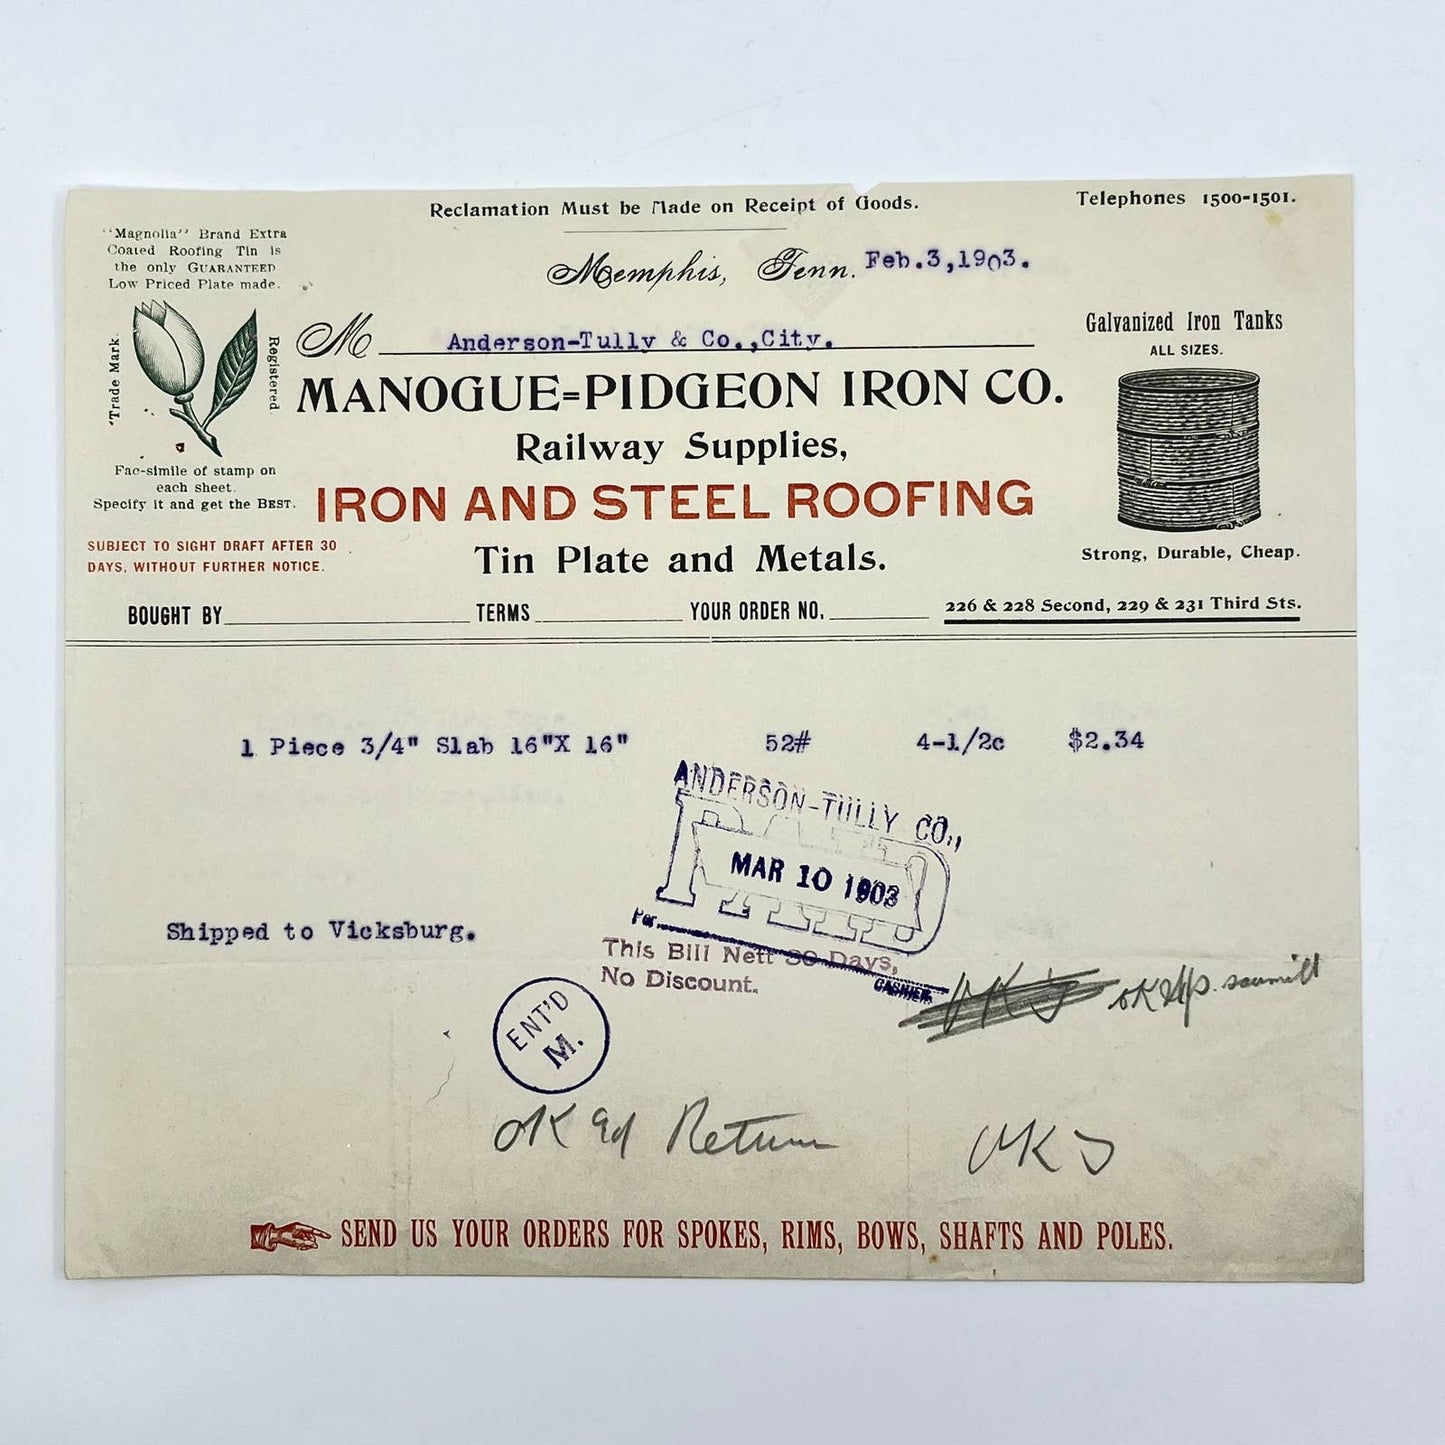 Reclamation Must be Made on Receipt of Goods.
Telephones 1500-1501.
"Magnolia" Brand Extra
Coated Roofing Tin is
the only GUARANTEED
Low Priced Plate made.
Trade Mark.
Registered
Fac-simile of stamp on
each sheet.
Specify it and get the BEST.
SUBJECT TO SIGHT DRAFT AFTER 30
DAYS, WITHOUT FURTHER NOTICE.
Memphis, Tenn. Feb.3,1903.
M Anderson-Tully & Co.,City.
MANOGUE=PIDGEON IRON CO.
Railway Supplies,
IRON AND STEEL ROOFING
Tin Plate and Metals.
Galvanized Iron Tanks
ALL SIZES.
Strong, Durable, Cheap.
BOUGHT BY TERMS YOUR ORDER NO.
226 & 228 Second, 229 & 231 Third Sts.
1 Piece 3/4" Slab 16"X 16" 52# 4-1/2c $2.34
ANDERSON-TULLY CO.,
PAID
MAR 10 1903
Per
CASHIER.
Shipped to Vicksburg.
This Bill Nett 30 Days,
No Discount.
OK sawmill
ENT'D
M.
OK Return
OK J
SEND US YOUR ORDERS FOR SPOKES, RIMS, BOWS, SHAFTS AND POLES.